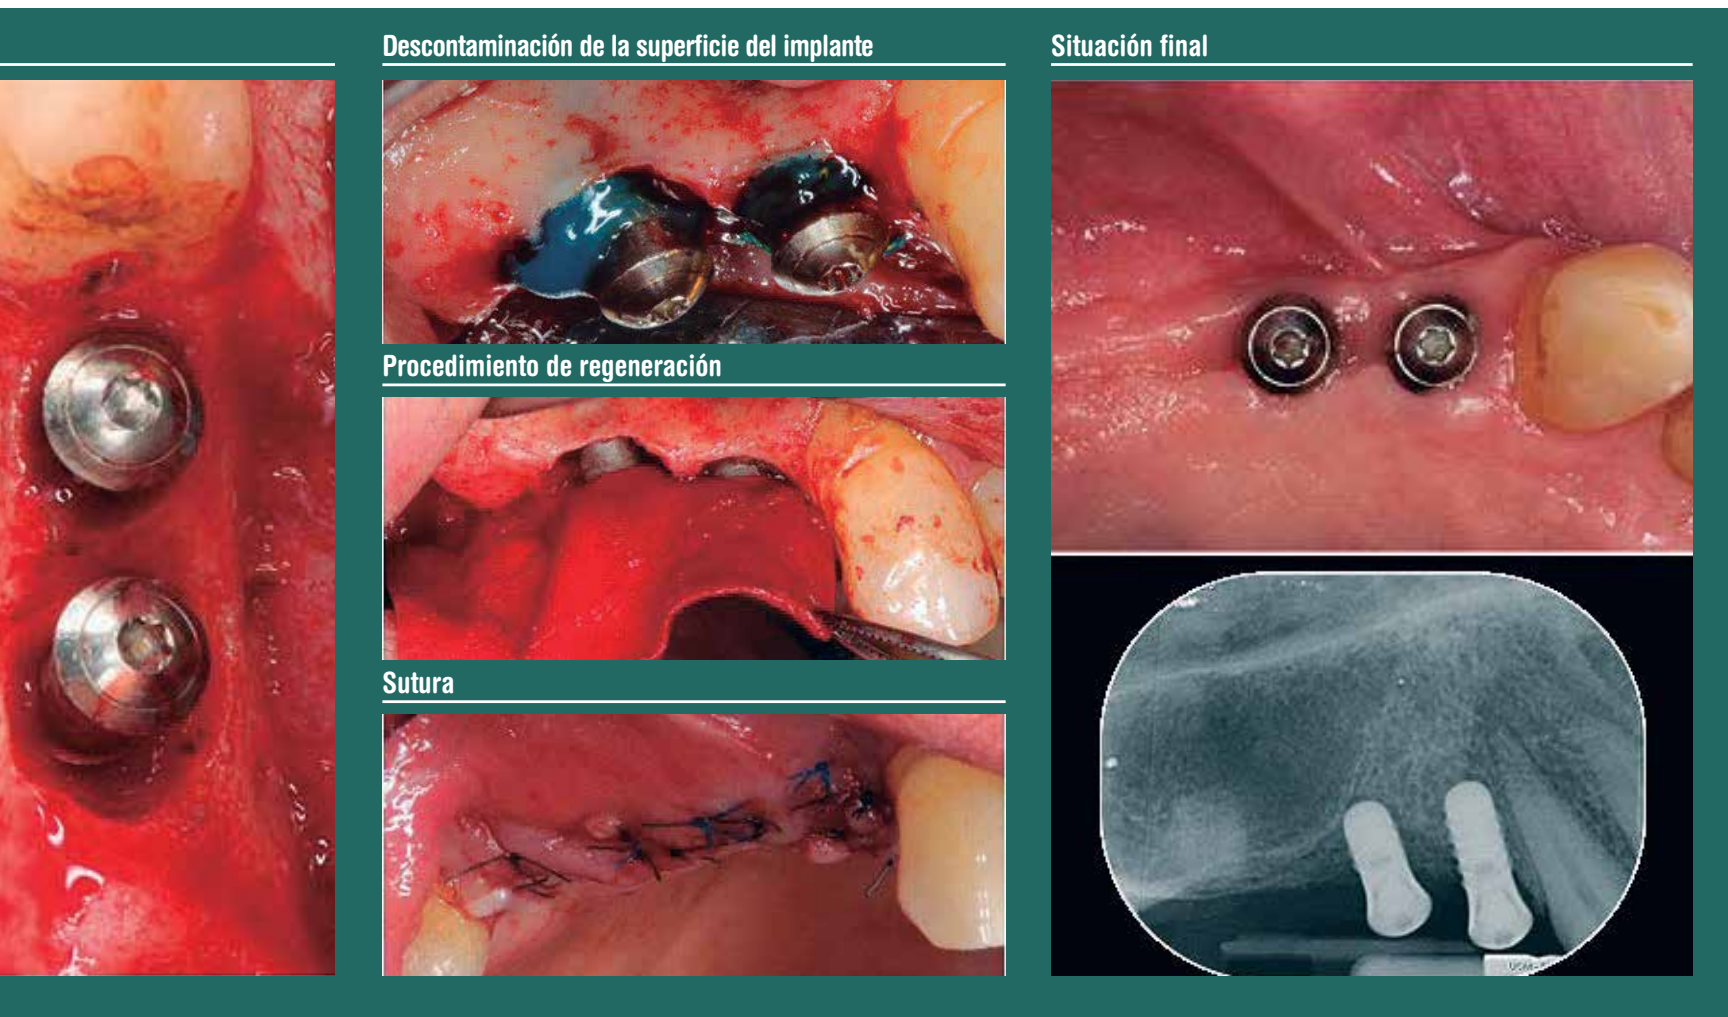 Descontaminación de la superficie del implante
Procedimiento de regeneración
Sutura
Situación final